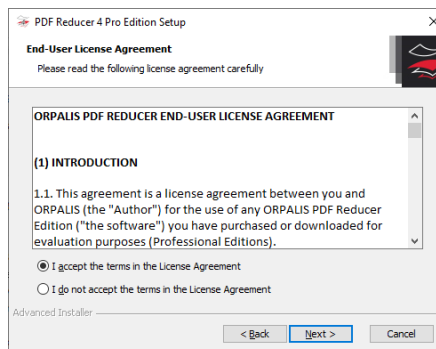 PDF Reducer 4 Pro Edition Setup
End-User License Agreement
Please read the following license agreement carefully
ORPALIS PDF REDUCER END-USER LICENSE AGREEMENT
(1) INTRODUCTION
1.1. This agreement is a license agreement between you and
ORPALIS (the "Author") for the use of any ORPALIS PDF Reducer
Edition ("the software") you have purchased or downloaded for
evaluation purposes (Professional Editions).
I accept the terms in the License Agreement
I do not accept the terms in the License Agreement
Advanced Installer
< Back Next > Cancel